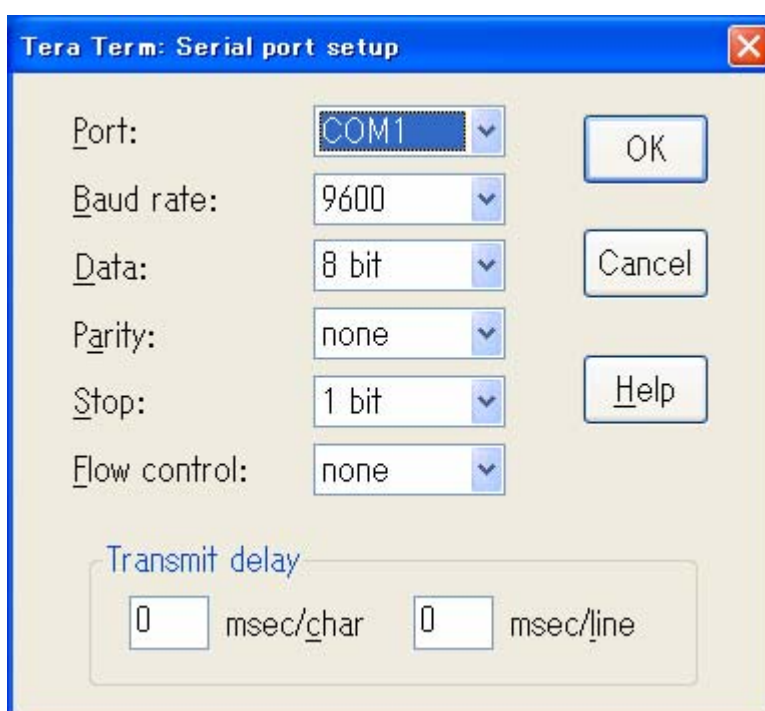 Tera Term: Serial port setup
Port: COM1 OK
Baud rate: 9600
Data: 8 bit Cancel
Parity: none
Stop: 1 bit Help
Flow control: none
Transmit delay
0 msec/char 0 msec/line